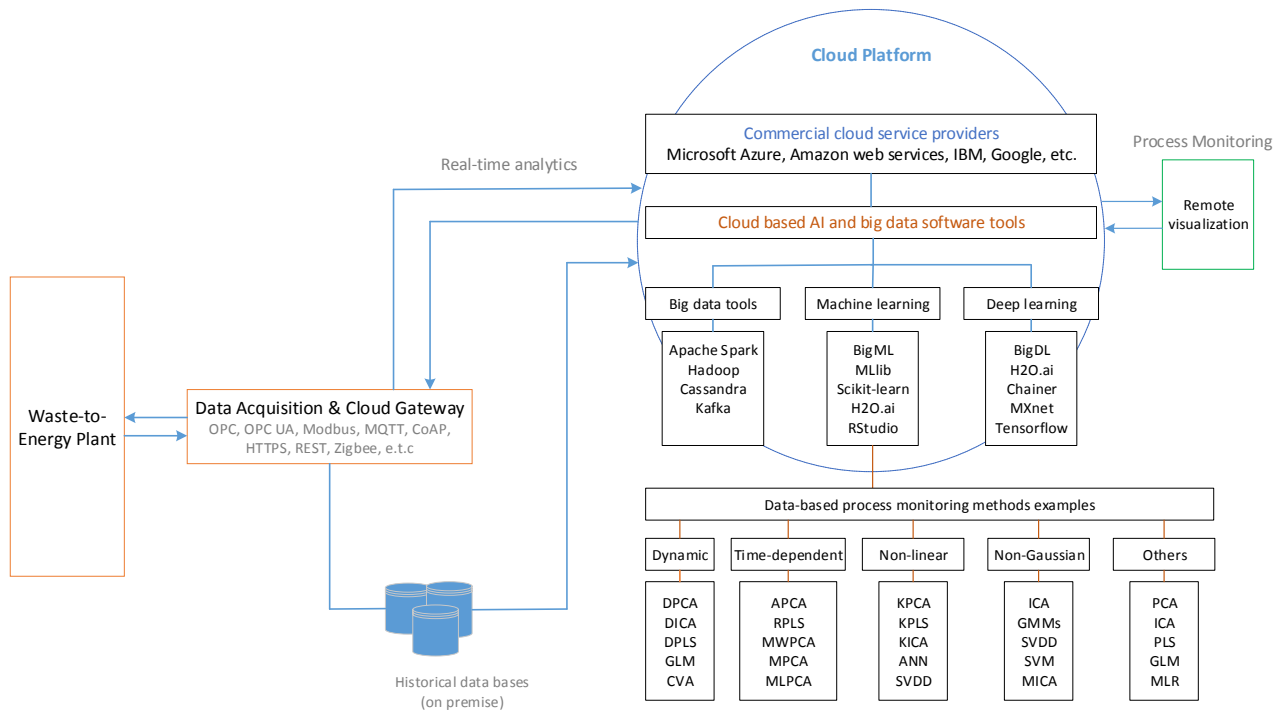 Cloud Platform
Commercial cloud service providers
Microsoft Azure, Amazon web services, IBM, Google, etc.
Process Monitoring
Real-time analytics
Remote
visualization
Cloud based AI and big data software tools
Big data tools
Machine learning
Deep learning
Apache Spark
Hadoop
Cassandra
Kafka
BigML
MLlib
Scikit-learn
H2O.ai
RStudio
BigDL
H2O.ai
Chainer
MXnet
Tensorflow
Waste-to-
Energy Plant
Data Acquisition & Cloud Gateway
OPC, OPC UA, Modbus, MQTT, CoAP,
HTTPS, REST, Zigbee, e.t.c
Data-based process monitoring methods examples
Dynamic
Time-dependent
Non-linear
Non-Gaussian
Others
DPCA
DICA
DPLS
GLM
CVA
APCA
RPLS
MWPCA
MPCA
MLPCA
KPCA
KPLS
KICA
ANN
SVDD
ICA
GMMs
SVDD
SVM
MICA
PCA
ICA
PLS
GLM
MLR
Historical data bases
(on premise)